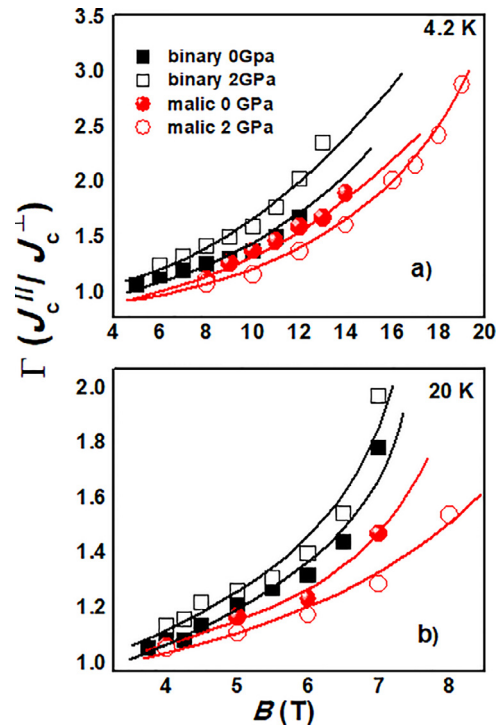 3.5
4.2 K
binary 0Gpa
3.0
binary 2GPa
malic 0 GPa
2.5
malic 2 GPa
2.0
1.5
a)
1.0
4 6 8 10 12 14 16 18 20
Γ (Jc///Jc⊥)
2.0
20 K
1.8
1.6
1.4
1.2
b)
1.0
4 5 6 7 8
B (T)